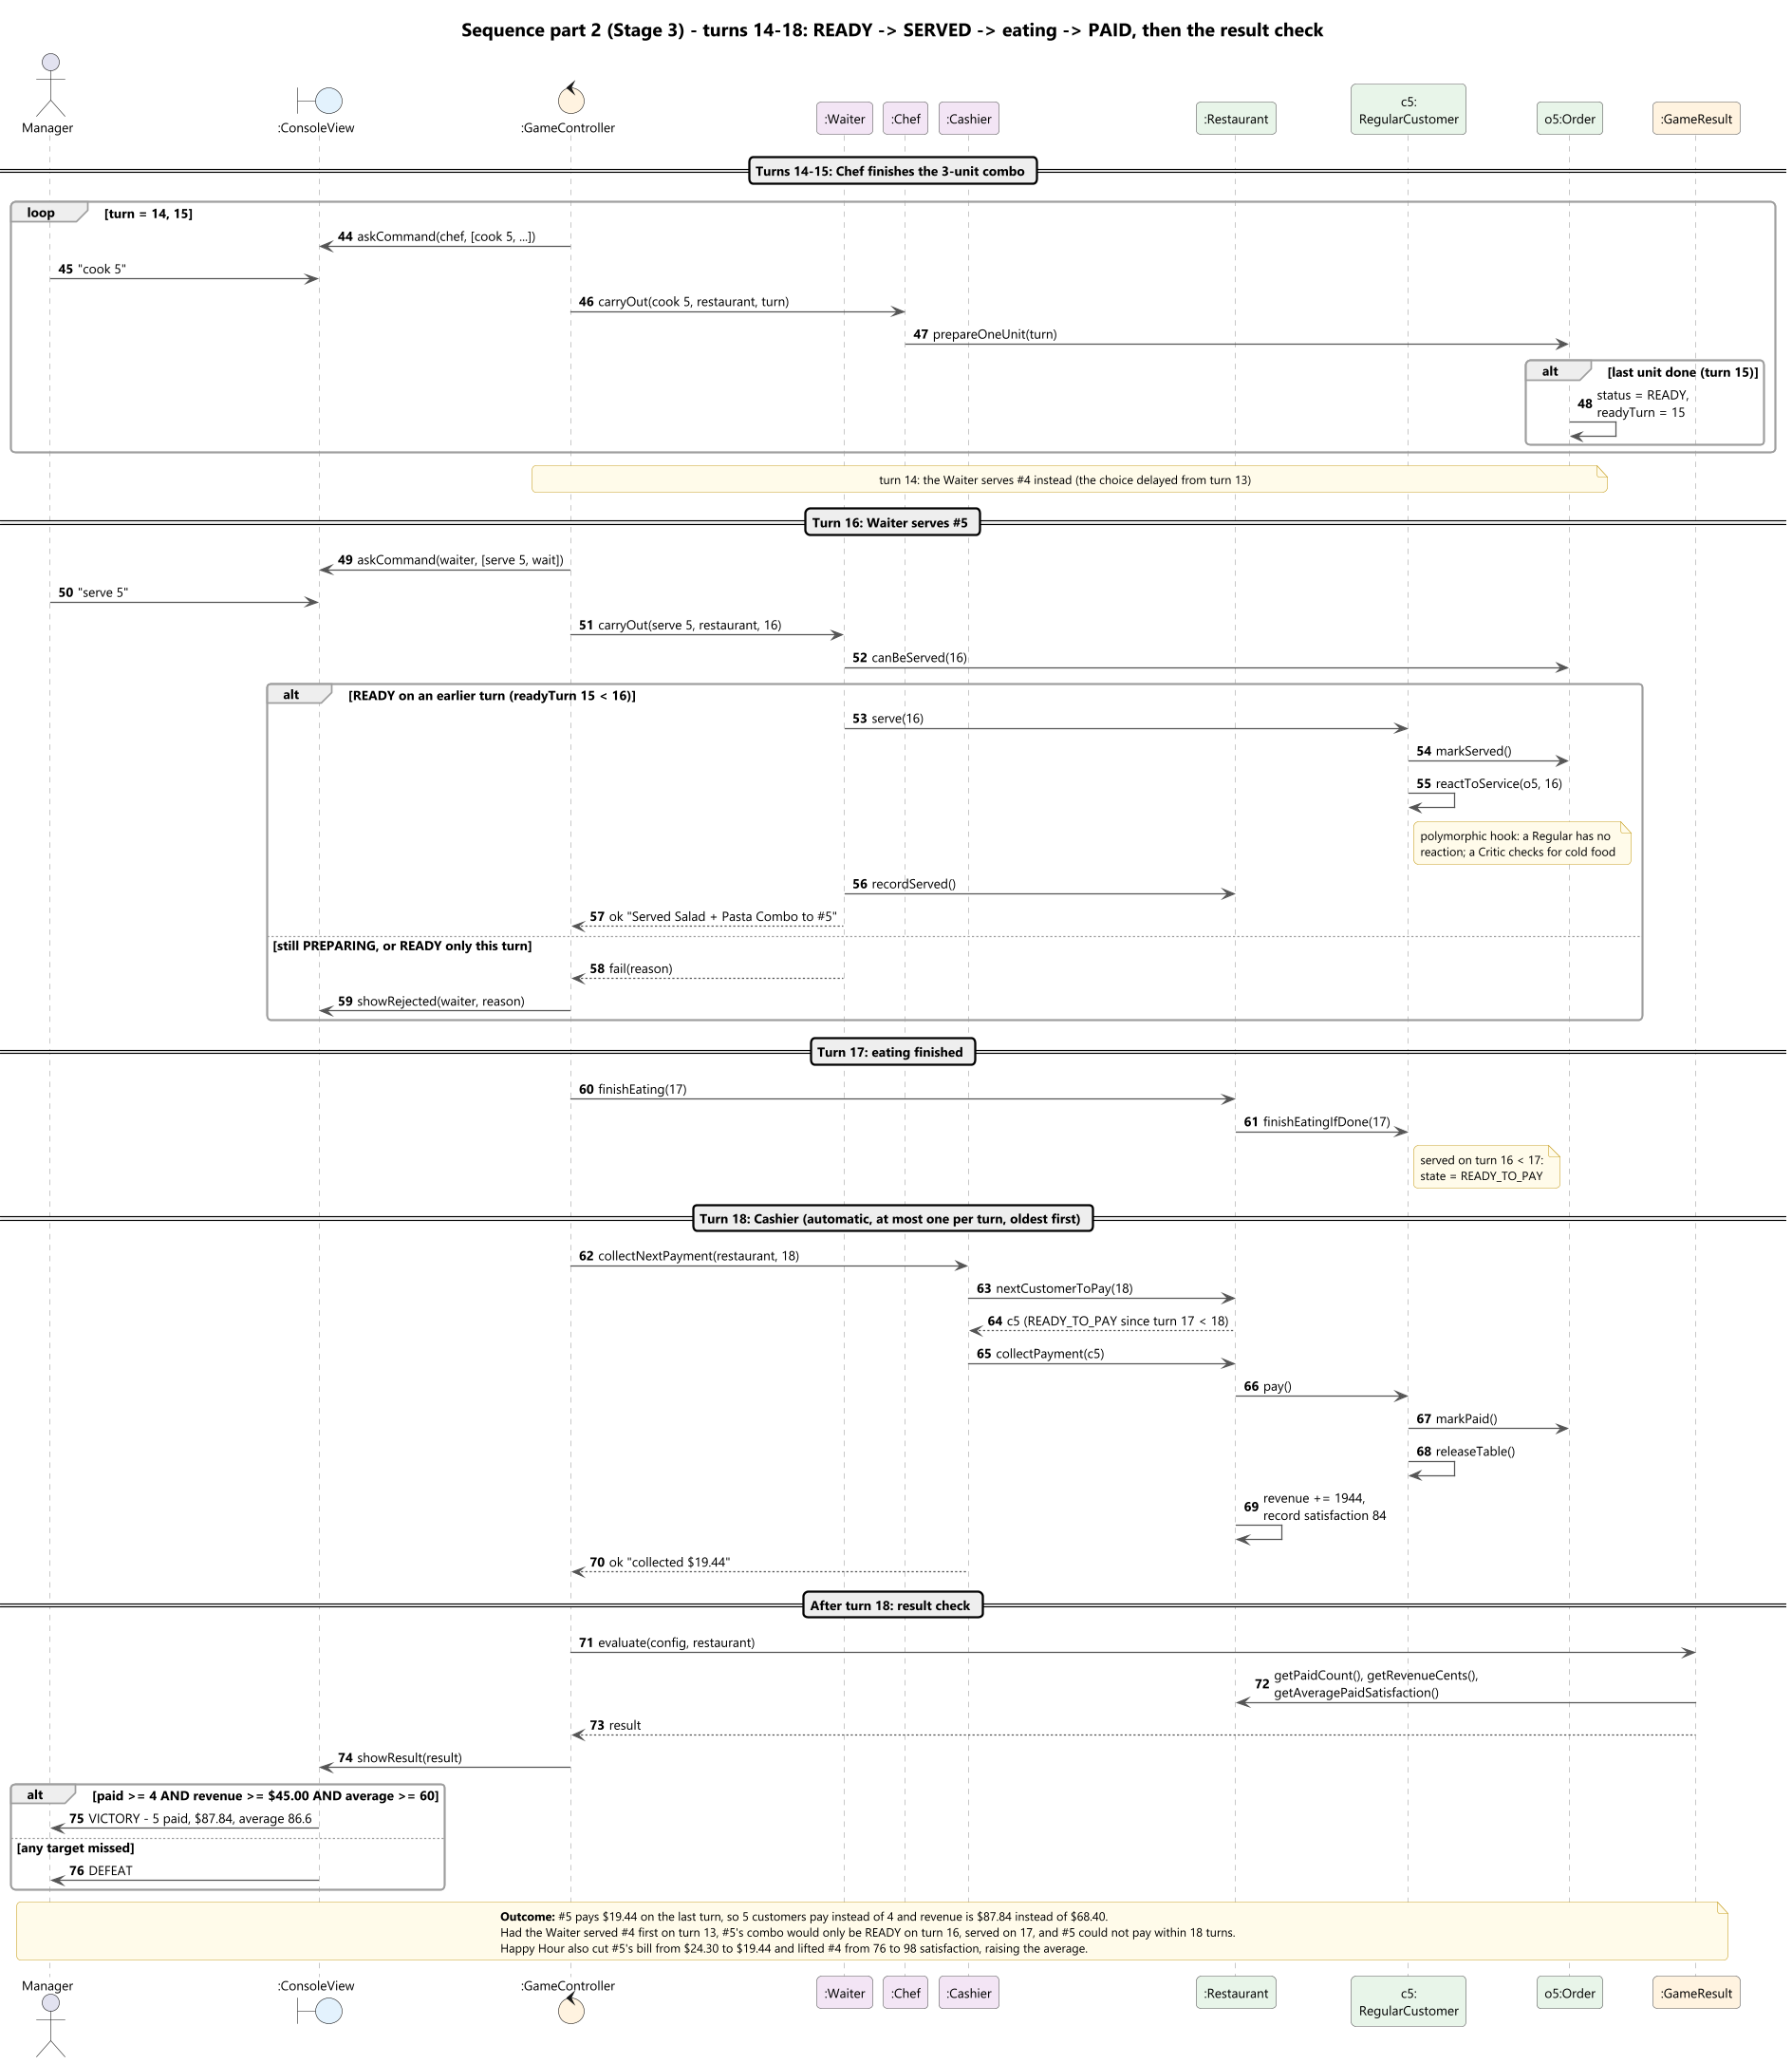 Sequence part 2 (Stage 3) - turns 14-18: READY -> SERVED -> eating -> PAID, then the result check
Manager
:ConsoleView
:GameController
:Waiter
:Chef
:Cashier
:Restaurant
c5:
RegularCustomer
o5:Order
:GameResult
Turns 14-15: Chef finishes the 3-unit combo
loop [turn = 14, 15]
44 askCommand(chef, [cook 5, ...])
45 "cook 5"
46 carryOut(cook 5, restaurant, turn)
47 prepareOneUnit(turn)
alt [last unit done (turn 15)]
48 status = READY,
readyTurn = 15
turn 14: the Waiter serves #4 instead (the choice delayed from turn 13)
Turn 16: Waiter serves #5
49 askCommand(waiter, [serve 5, wait])
50 "serve 5"
51 carryOut(serve 5, restaurant, 16)
52 canBeServed(16)
alt [READY on an earlier turn (readyTurn 15 < 16)]
53 serve(16)
54 markServed()
55 reactToService(o5, 16)
polymorphic hook: a Regular has no
reaction; a Critic checks for cold food
56 recordServed()
57 ok "Served Salad + Pasta Combo to #5"
[still PREPARING, or READY only this turn]
58 fail(reason)
59 showRejected(waiter, reason)
Turn 17: eating finished
60 finishEating(17)
61 finishEatingIfDone(17)
served on turn 16 < 17:
state = READY_TO_PAY
Turn 18: Cashier (automatic, at most one per turn, oldest first)
62 collectNextPayment(restaurant, 18)
63 nextCustomerToPay(18)
64 c5 (READY_TO_PAY since turn 17 < 18)
65 collectPayment(c5)
66 pay()
67 markPaid()
68 releaseTable()
69 revenue += 1944,
record satisfaction 84
70 ok "collected $19.44"
After turn 18: result check
71 evaluate(config, restaurant)
72 getPaidCount(), getRevenueCents(),
getAveragePaidSatisfaction()
73 result
74 showResult(result)
alt [paid >= 4 AND revenue >= $45.00 AND average >= 60]
75 VICTORY - 5 paid, $87.84, average 86.6
[any target missed]
76 DEFEAT
Outcome: #5 pays $19.44 on the last turn, so 5 customers pay instead of 4 and revenue is $87.84 instead of $68.40.
Had the Waiter served #4 first on turn 13, #5's combo would only be READY on turn 16, served on 17, and #5 could not pay within 18 turns.
Happy Hour also cut #5's bill from $24.30 to $19.44 and lifted #4 from 76 to 98 satisfaction, raising the average.
Manager
:ConsoleView
:GameController
:Waiter
:Chef
:Cashier
:Restaurant
c5:
RegularCustomer
o5:Order
:GameResult